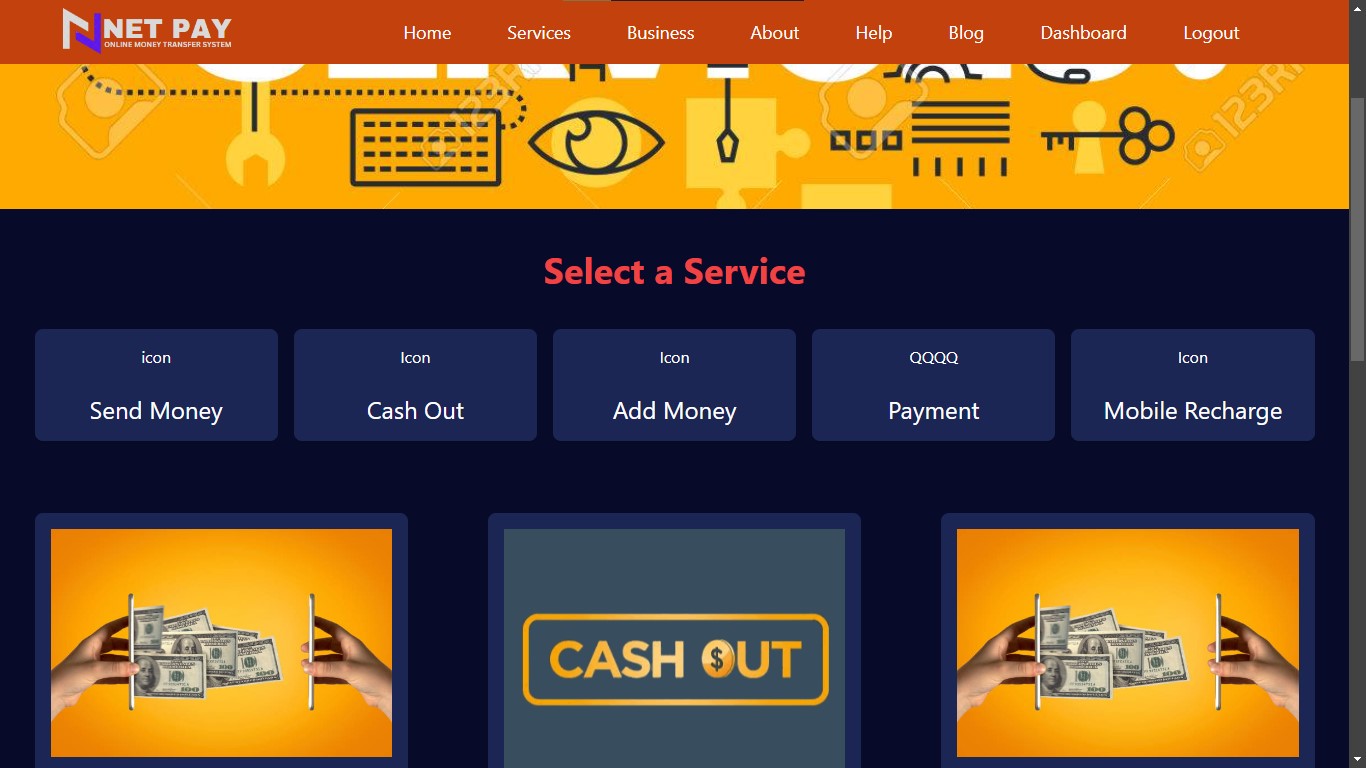 NET PAY
ONLINE MONEY TRANSFER SYSTEM
Home Services Business About Help Blog Dashboard Logout
Select a Service
icon Icon Icon QQQQ Icon
Send Money Cash Out Add Money Payment Mobile Recharge
CASH OUT